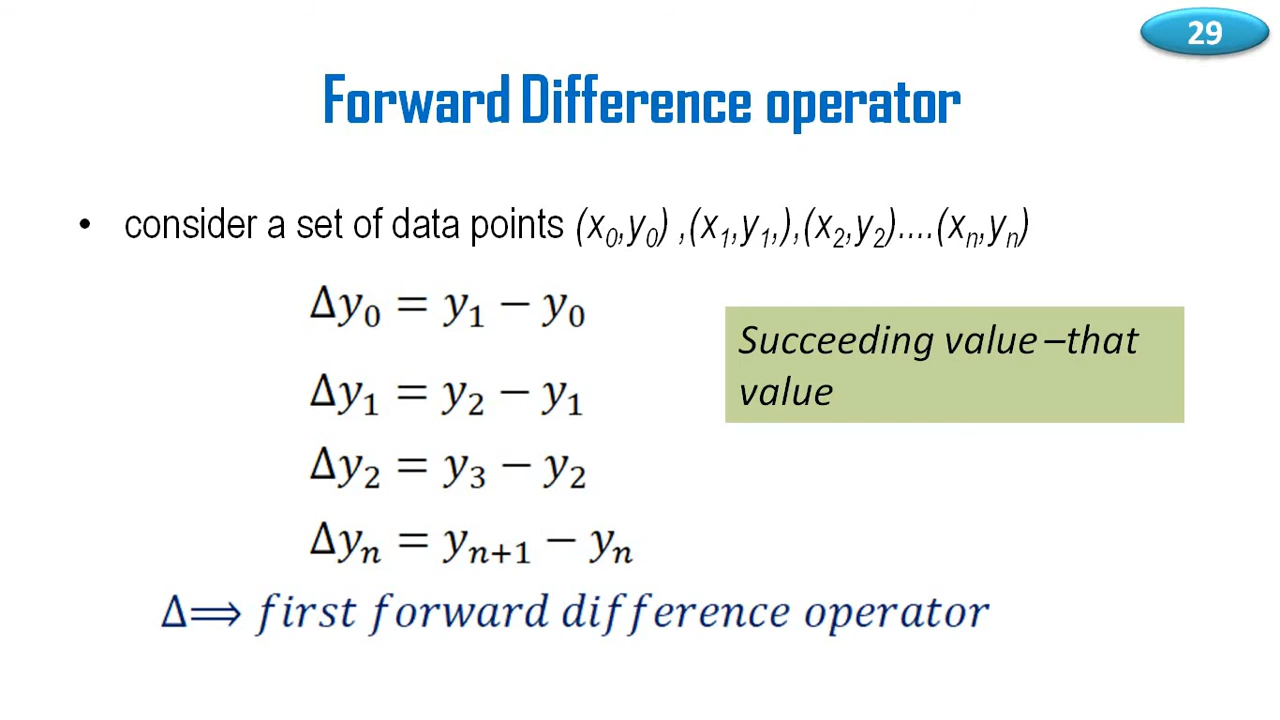 29
Forward Difference operator
• consider a set of data points (x₀,y₀) ,(x₁,y₁,),(x₂,y₂)....(xₙ,yₙ)
Δy₀ = y₁ − y₀
Succeeding value –that
value
Δy₁ = y₂ − y₁
Δy₂ = y₃ − y₂
Δyₙ = yₙ₊₁ − yₙ
Δ⟹ first forward difference operator